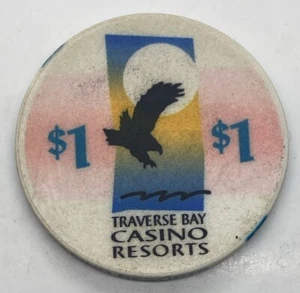 $1 $1
TRAVERSE BAY
CASINO
RESORTS